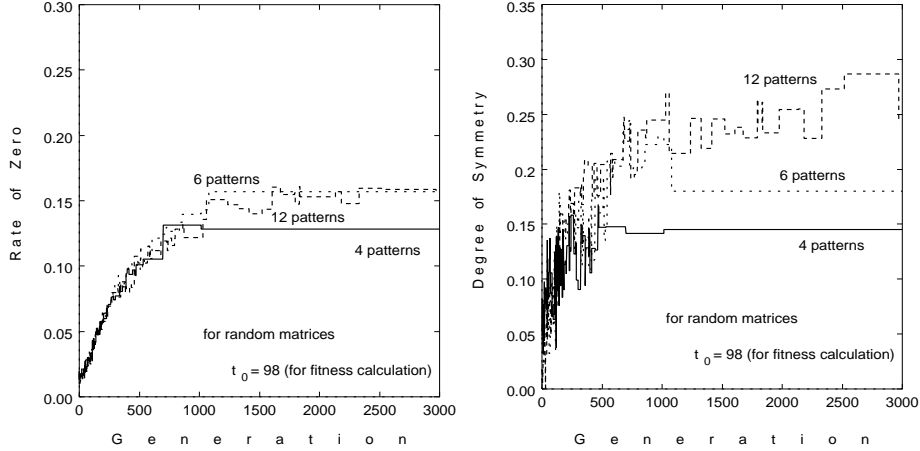 0.30
0.25
0.20
0.15
0.10
0.05
0.00
Rate of Zero
6 patterns
12 patterns
4 patterns
for random matrices
t 0 = 98 (for fitness calculation)
0 500 1000 1500 2000 2500 3000
G e n e r a t i o n
0.35
0.30
0.25
0.20
0.15
0.10
0.05
0.00
Degree of Symmetry
12 patterns
6 patterns
4 patterns
for random matrices
t 0 = 98 (for fitness calculation)
0 500 1000 1500 2000 2500 3000
G e n e r a t i o n